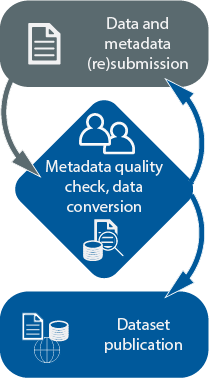 Data and
metadata
(re)submission
Metadata quality
check, data
conversion
Dataset
publication